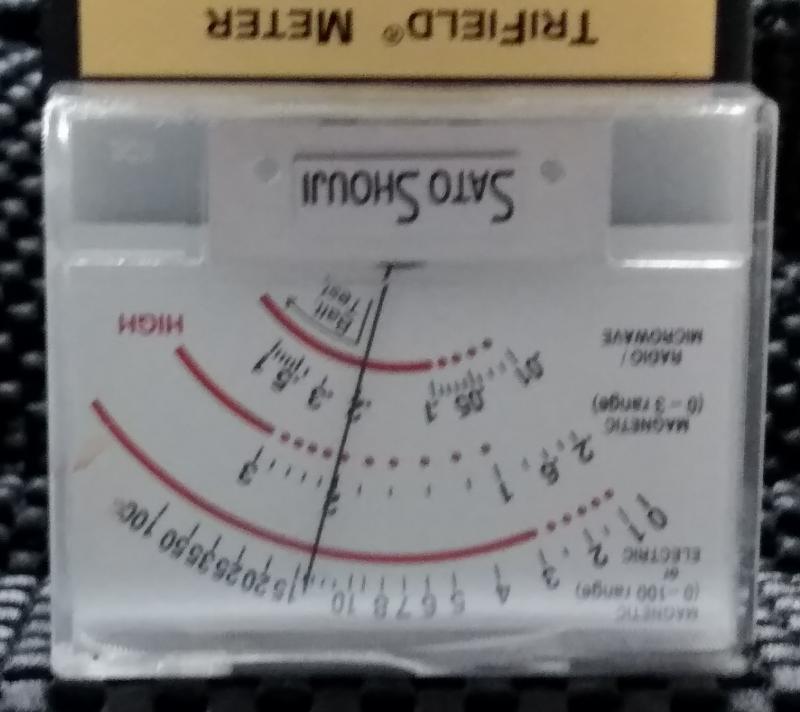 MAGNETIC
(0 – 100 range)
or
ELECTRIC
0 1 2 3 4 5 6 7 8 10 15 20 25 35 50 100
MAGNETIC
(0 – 3 range)
.2 .6 1 2 3
RADIO /
MICROWAVE
.01 .05 .1 .2 .3 .5 1
HIGH
Batt.
Test
SATO SHOUJI
TRIFIELD® METER